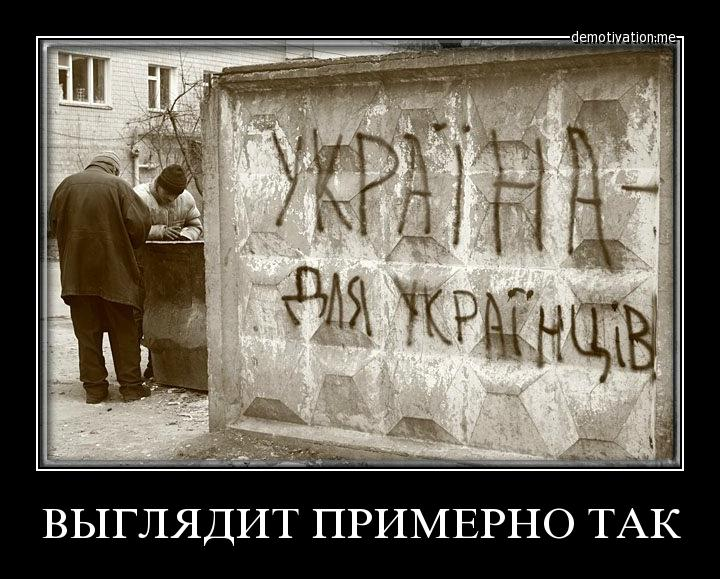 demotivation.me
УКРАЇНА -
ДЛЯ УКРАЇНЦІВ
ВЫГЛЯДИТ ПРИМЕРНО ТАК